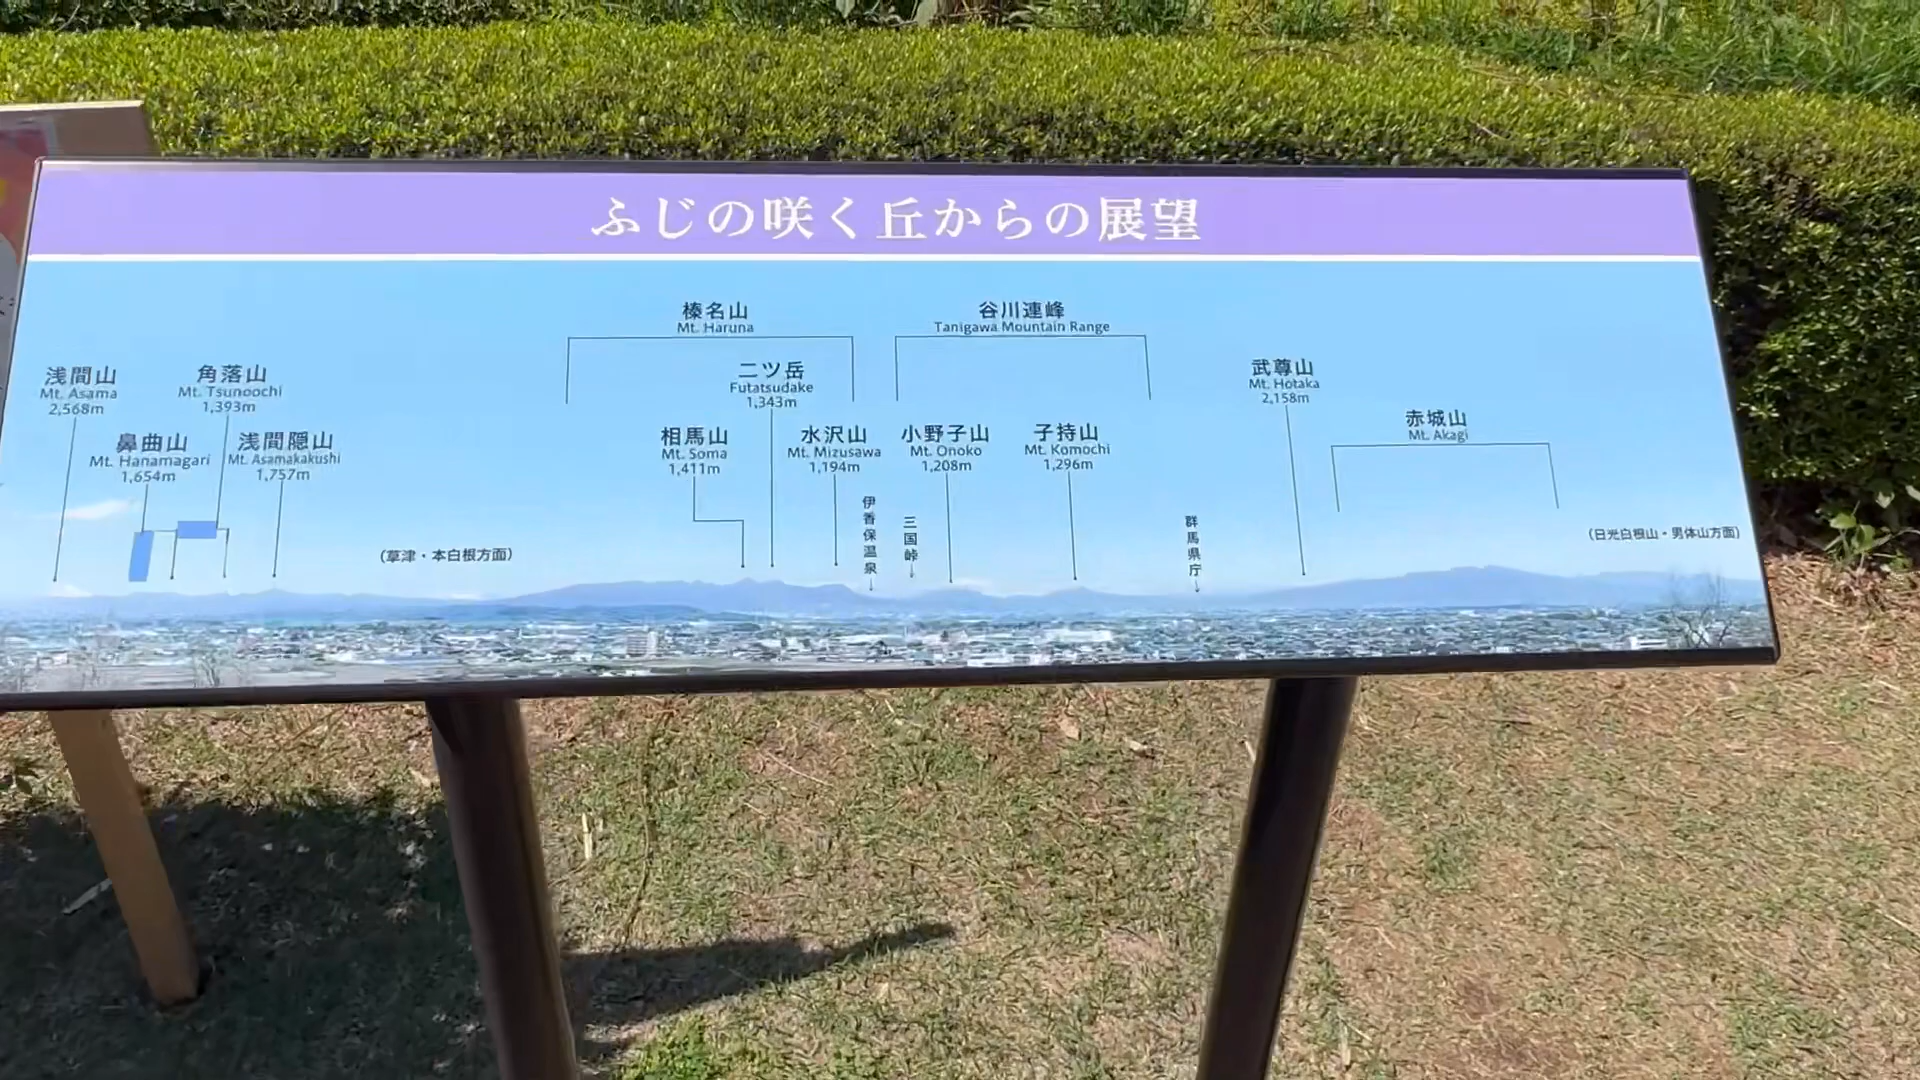 ふじの咲く丘からの展望
榛名山
Mt. Haruna
谷川連峰
Tanigawa Mountain Range
浅間山
Mt. Asama
2,568m
角落山
Mt. Tsunoochi
1,393m
二ツ岳
Futatsudake
1,343m
武尊山
Mt. Hotaka
2,158m
赤城山
Mt. Akagi
鼻曲山
Mt. Hanamagari
1,654m
浅間隠山
Mt. Asamakakushi
1,757m
相馬山
Mt. Soma
1,411m
水沢山
Mt. Mizusawa
1,194m
小野子山
Mt. Onoko
1,208m
子持山
Mt. Komochi
1,296m
(草津・本白根方面)
伊香保温泉
三国峠
群馬県庁
(日光白根山・男体山方面)